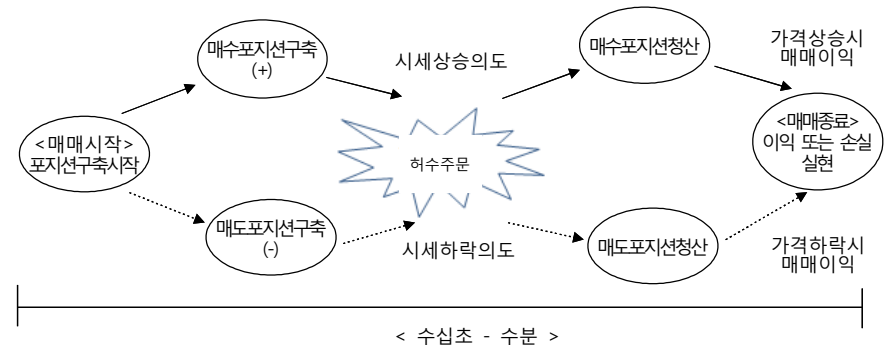 매수포지션구축
(+)
시세상승의도
매수포지션청산
가격상승시
매매이익
<매매시작>
포지션구축시작
허수주문
<매매종료>
이익 또는 손실
실현
매도포지션구축
(-)
시세하락의도
매도포지션청산
가격하락시
매매이익
< 수십초 - 수분 >